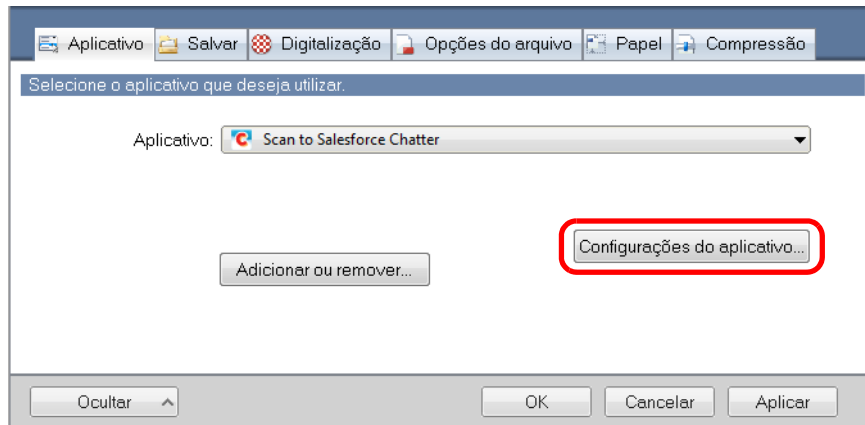 Aplicativo Salvar Digitalização Opções do arquivo Papel Compressão
Selecione o aplicativo que deseja utilizar.
Aplicativo: Scan to Salesforce Chatter
Configurações do aplicativo...
Adicionar ou remover...
Ocultar OK Cancelar Aplicar